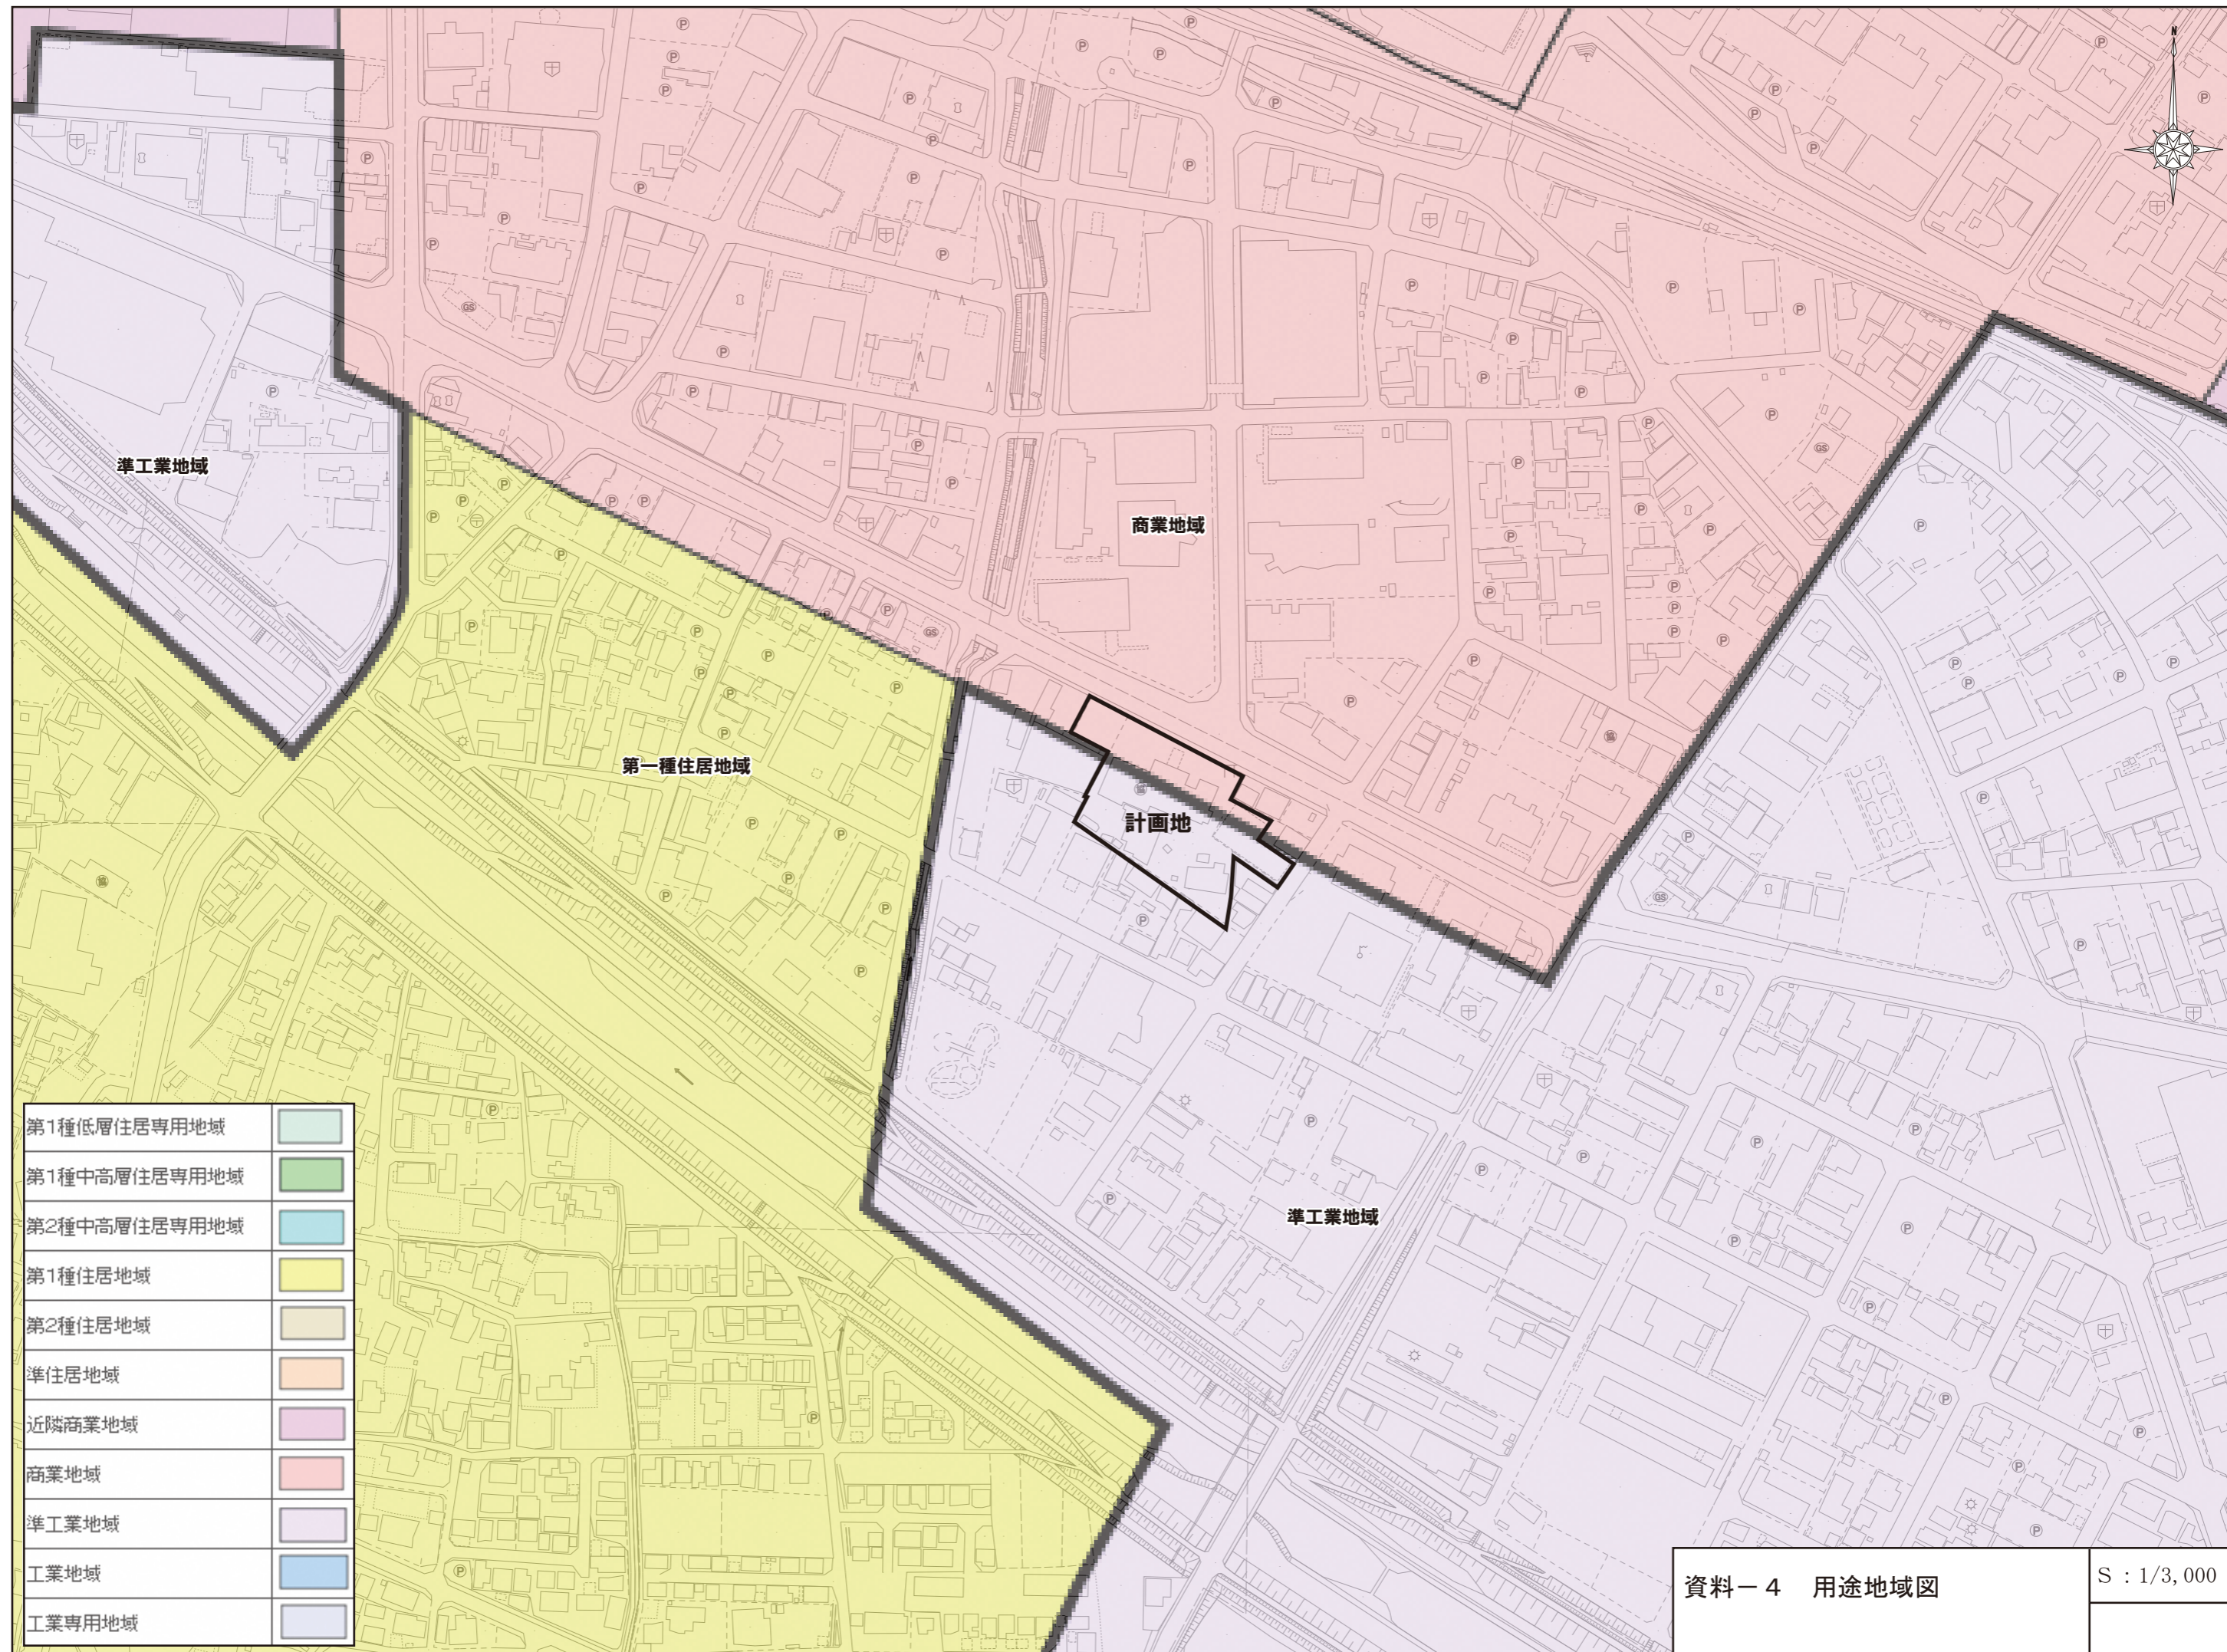 N
準工業地域
商業地域
第一種住居地域
計画地
準工業地域
第1種低層住居専用地域
第1種中高層住居専用地域
第2種中高層住居専用地域
第1種住居地域
第2種住居地域
準住居地域
近隣商業地域
商業地域
準工業地域
工業地域
工業専用地域
資料－4　用途地域図
S：1/3,000